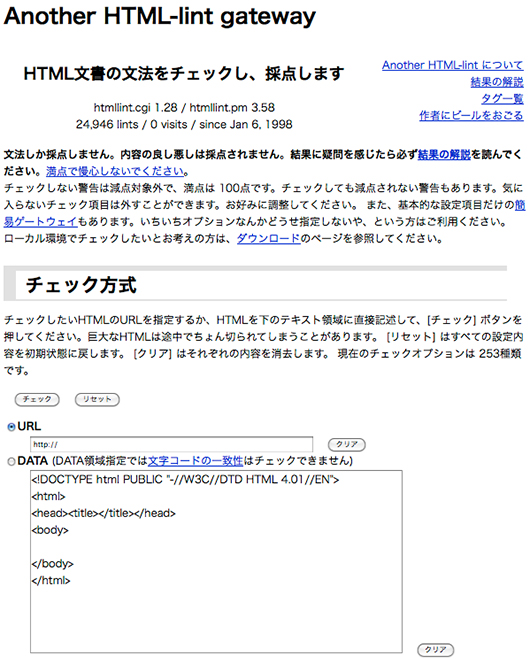 Another HTML-lint gateway
HTML文書の文法をチェックし、採点します
htmllint.cgi 1.28 / htmllint.pm 3.58
24,946 lints / 0 visits / since Jan 6, 1998
Another HTML-lint について
結果の解説
タグ一覧
作者にビールをおごる
文法しか採点しません。内容の良し悪しは採点されません。結果に疑問を感じたら必ず結果の解説を読んでく
ださい。満点で慢心しないでください。
チェックしない警告は減点対象外で、満点は 100点です。チェックしても減点されない警告もあります。気に
入らないチェック項目は外すことができます。お好みに調整してください。 また、基本的な設定項目だけの簡
易ゲートウェイもあります。いちいちオプションなんかどうせ指定しないや、という方はご利用ください。
ローカル環境でチェックしたいとお考えの方は、ダウンロードのページを参照してください。
チェック方式
チェックしたいHTMLのURLを指定するか、HTMLを下のテキスト領域に直接記述して、[チェック] ボタンを
押してください。巨大なHTMLは途中でちょん切られてしまうことがあります。 [リセット] はすべての設定内
容を初期状態に戻します。 [クリア] はそれぞれの内容を消去します。 現在のチェックオプションは 253種類
です。
チェック リセット
URL
http:// クリア
DATA (DATA領域指定では文字コードの一致性はチェックできません)
<!DOCTYPE html PUBLIC "-//W3C//DTD HTML 4.01//EN">
<html>
<head><title></title></head>
<body>
</body>
</html>
クリア